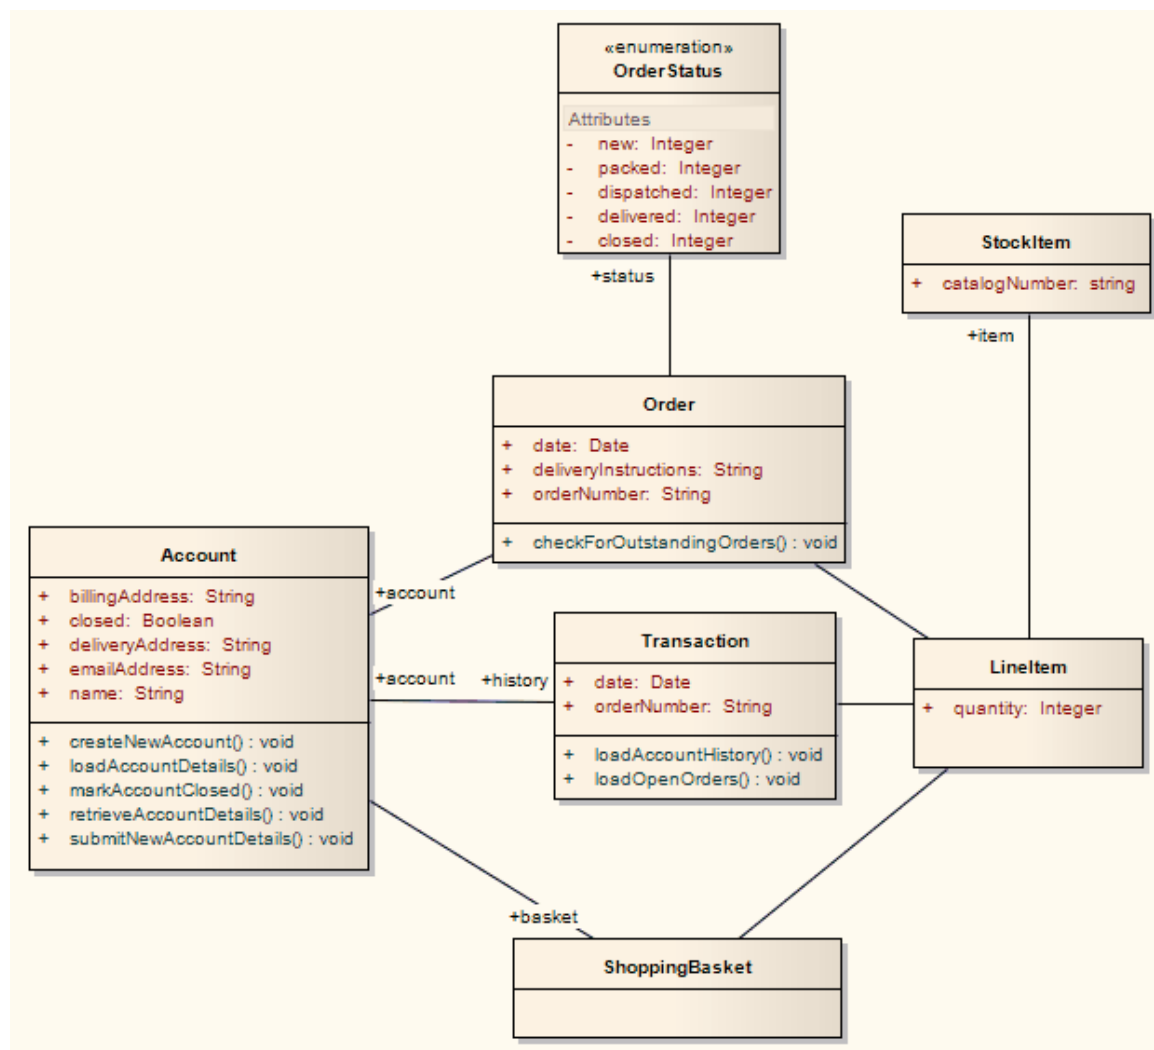 «enumeration»
OrderStatus
Attributes
- new: Integer
- packed: Integer
- dispatched: Integer
- delivered: Integer
- closed: Integer
+status
StockItem
+ catalogNumber: string
+item
Order
+ date: Date
+ deliveryInstructions: String
+ orderNumber: String
+ checkForOutstandingOrders() : void
Account
+ billingAddress: String
+ closed: Boolean
+ deliveryAddress: String
+ emailAddress: String
+ name: String
+ createNewAccount() : void
+ loadAccountDetails() : void
+ markAccountClosed() : void
+ retrieveAccountDetails() : void
+ submitNewAccountDetails() : void
+account
+account
+history
Transaction
+ date: Date
+ orderNumber: String
+ loadAccountHistory() : void
+ loadOpenOrders() : void
LineItem
+ quantity: Integer
+basket
ShoppingBasket